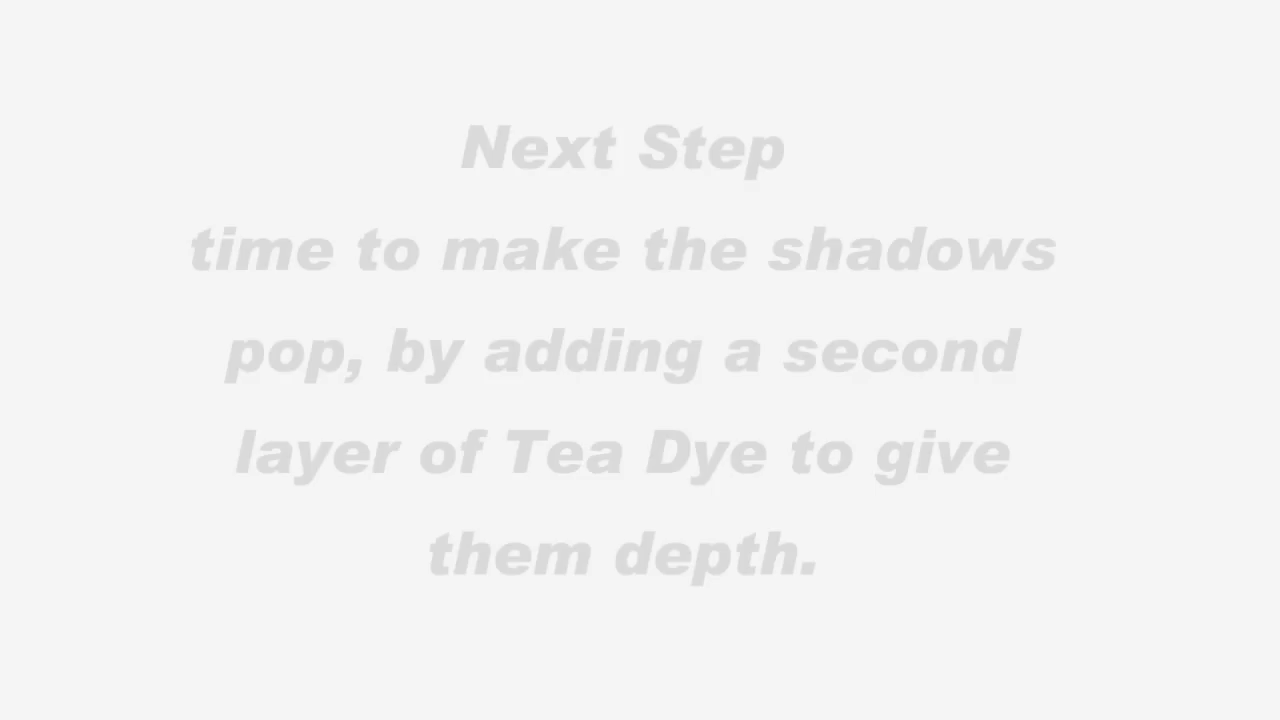 Next Step
time to make the shadows
pop, by adding a second
layer of Tea Dye to give
them depth.